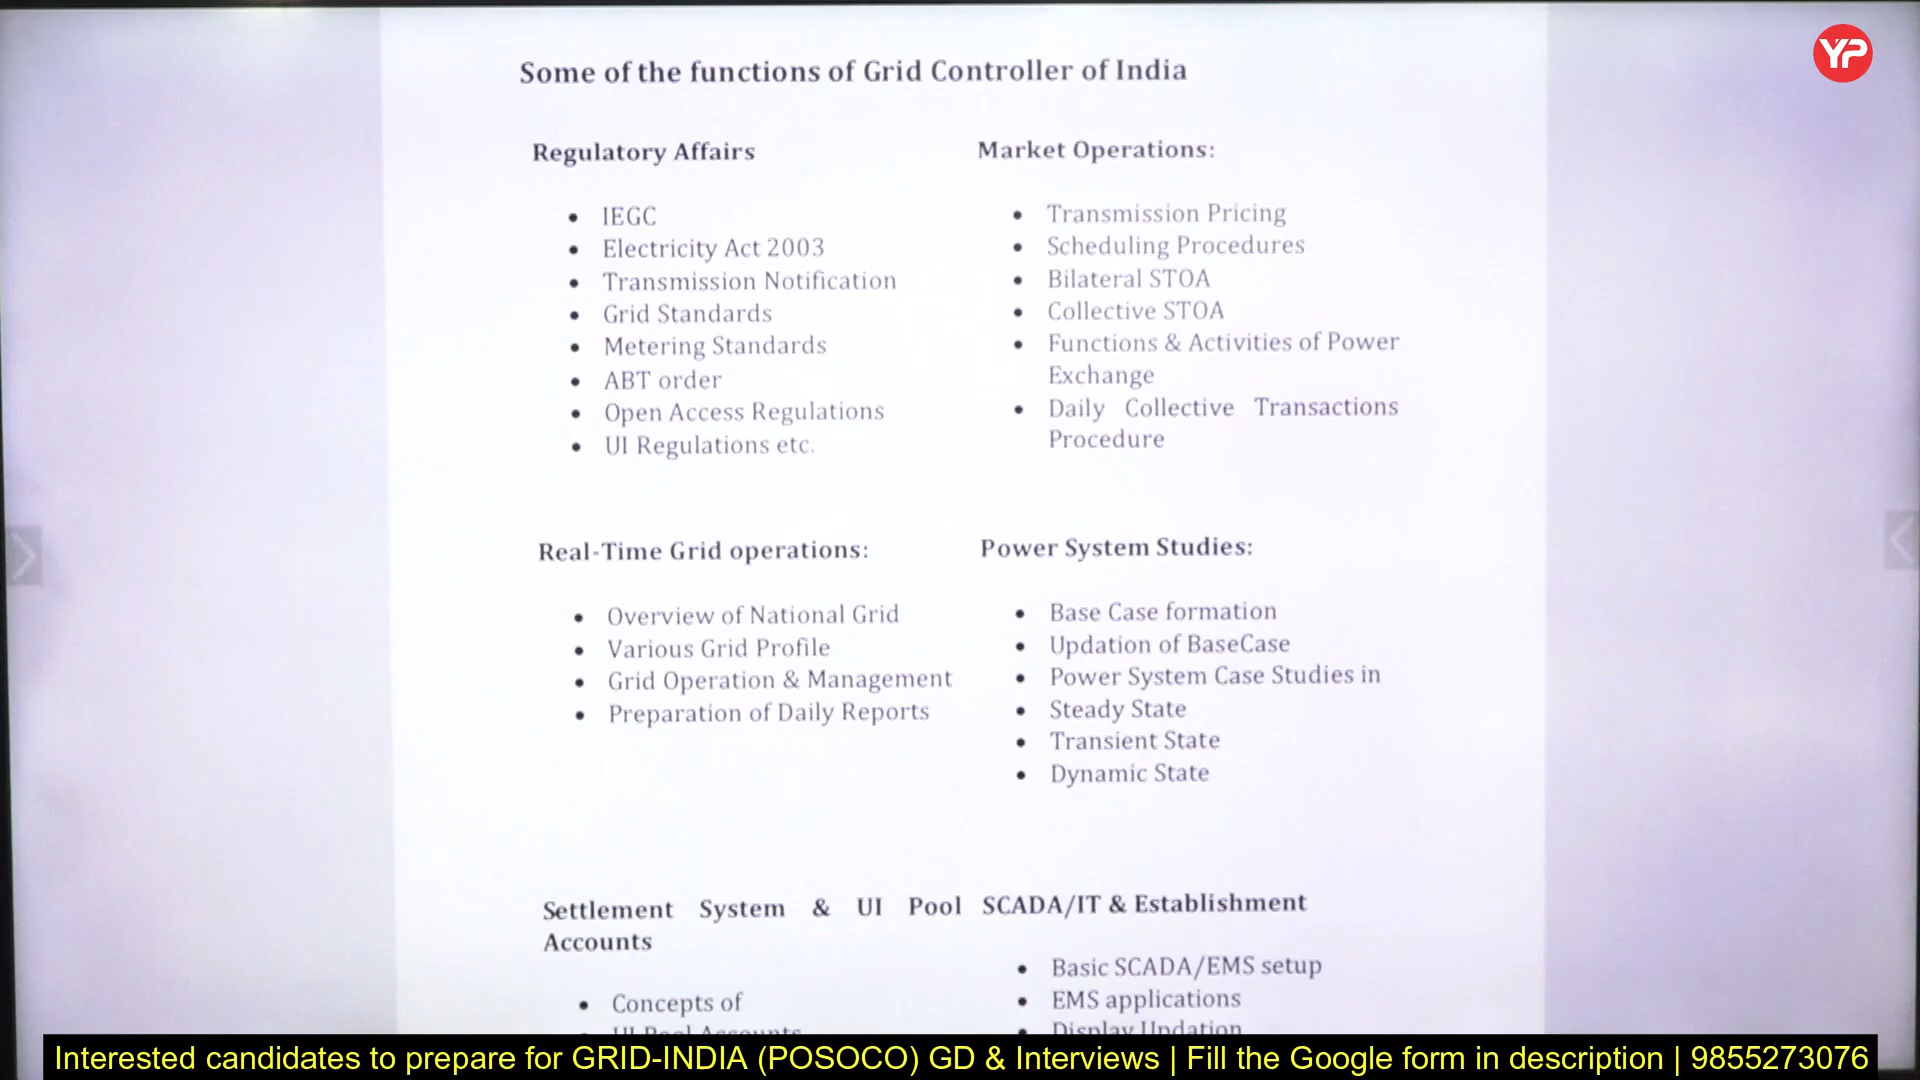 YP
Some of the functions of Grid Controller of India
Regulatory Affairs
• IEGC
• Electricity Act 2003
• Transmission Notification
• Grid Standards
• Metering Standards
• ABT order
• Open Access Regulations
• UI Regulations etc.
Market Operations:
• Transmission Pricing
• Scheduling Procedures
• Bilateral STOA
• Collective STOA
• Functions & Activities of Power
Exchange
• Daily Collective Transactions
Procedure
Real-Time Grid operations:
• Overview of National Grid
• Various Grid Profile
• Grid Operation & Management
• Preparation of Daily Reports
Power System Studies:
• Base Case formation
• Updation of BaseCase
• Power System Case Studies in
• Steady State
• Transient State
• Dynamic State
Settlement System & UI Pool
Accounts
• Concepts of
• UI Pool Accounts
SCADA/IT & Establishment
• Basic SCADA/EMS setup
• EMS applications
• Display Updation
Interested candidates to prepare for GRID-INDIA (POSOCO) GD & Interviews | Fill the Google form in description | 9855273076